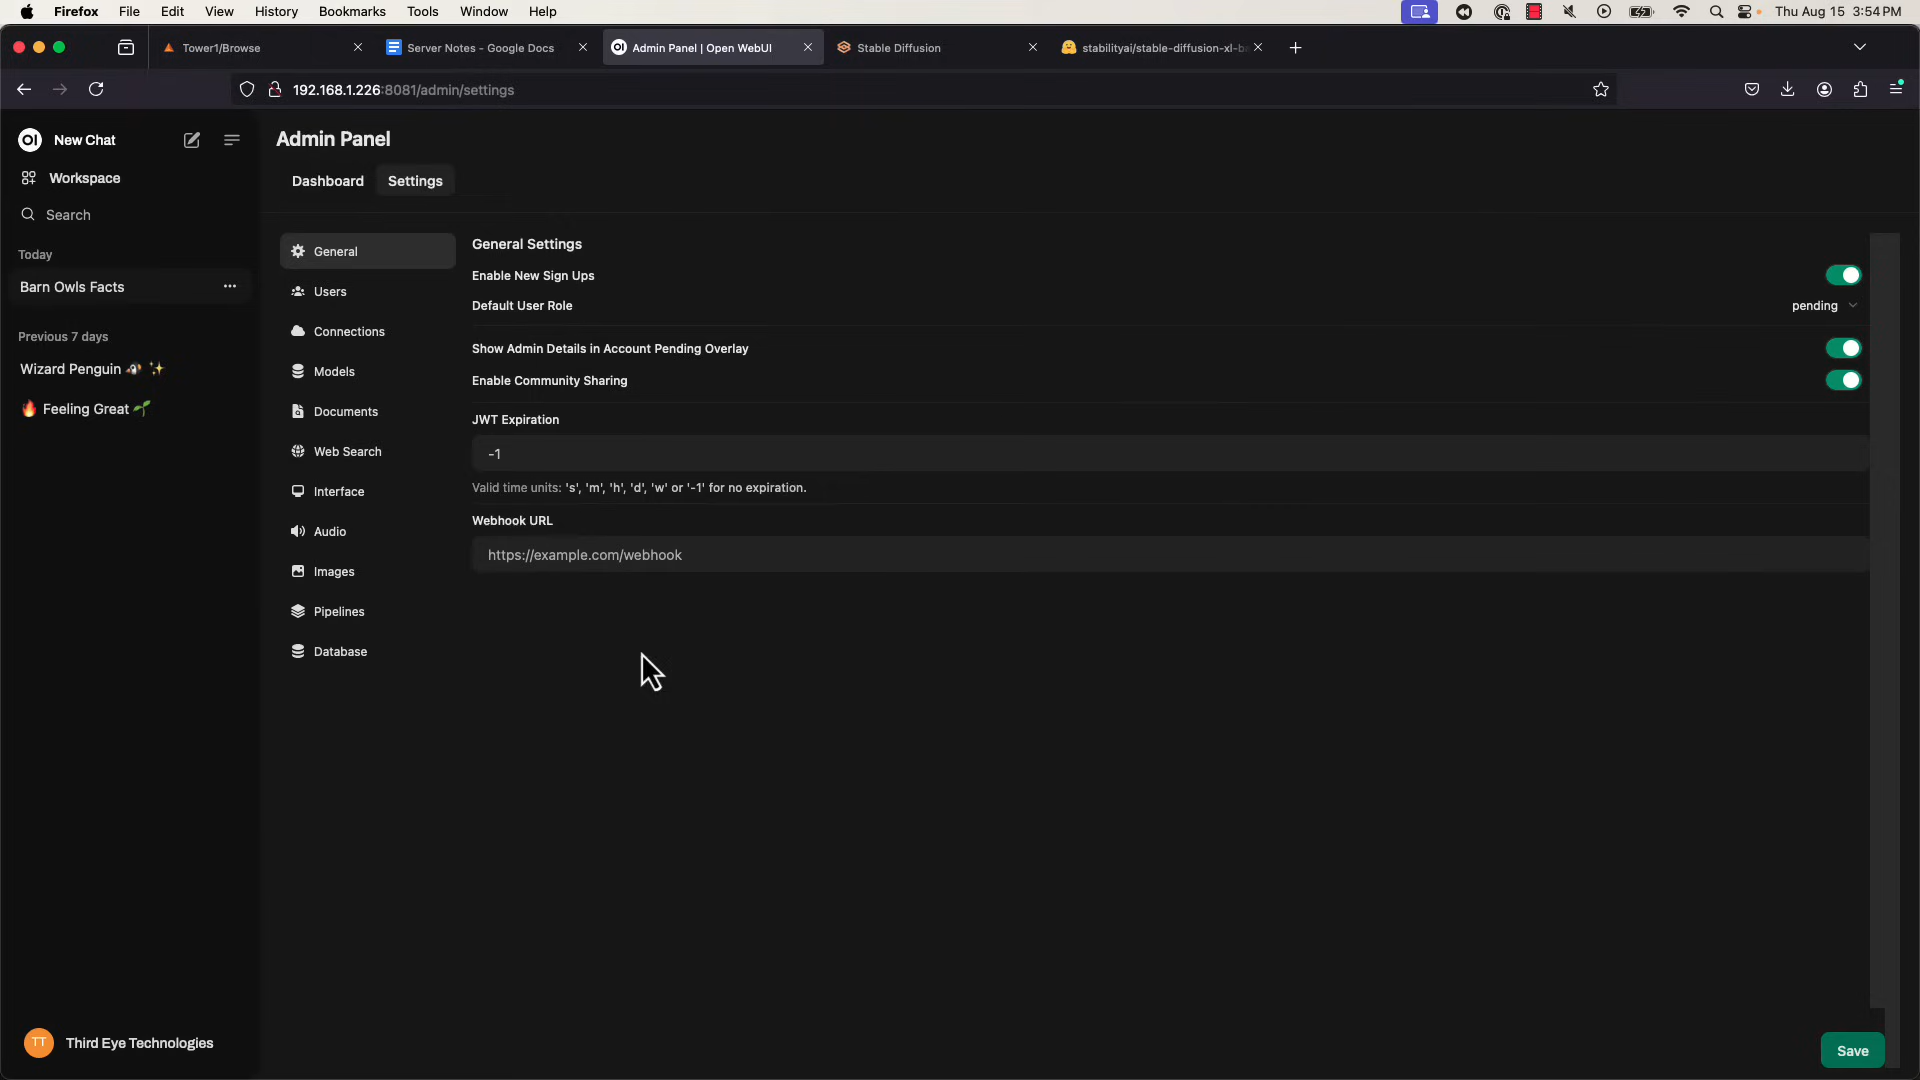 Firefox File Edit View History Bookmarks Tools Window Help Thu Aug 15 3:54 PM
Tower1/Browse Server Notes - Google Docs Admin Panel | Open WebUI Stable Diffusion stabilityai/stable-diffusion-xl-ba
192.168.1.226:8081/admin/settings
OI New Chat
Workspace
Search
Today
Barn Owls Facts
Previous 7 days
Wizard Penguin 🐧 ✨
🔥 Feeling Great 🌱
TT Third Eye Technologies
Admin Panel
Dashboard Settings
General
Users
Connections
Models
Documents
Web Search
Interface
Audio
Images
Pipelines
Database
General Settings
Enable New Sign Ups
Default User Role pending
Show Admin Details in Account Pending Overlay
Enable Community Sharing
JWT Expiration
-1
Valid time units: 's', 'm', 'h', 'd', 'w' or '-1' for no expiration.
Webhook URL
https://example.com/webhook
Save